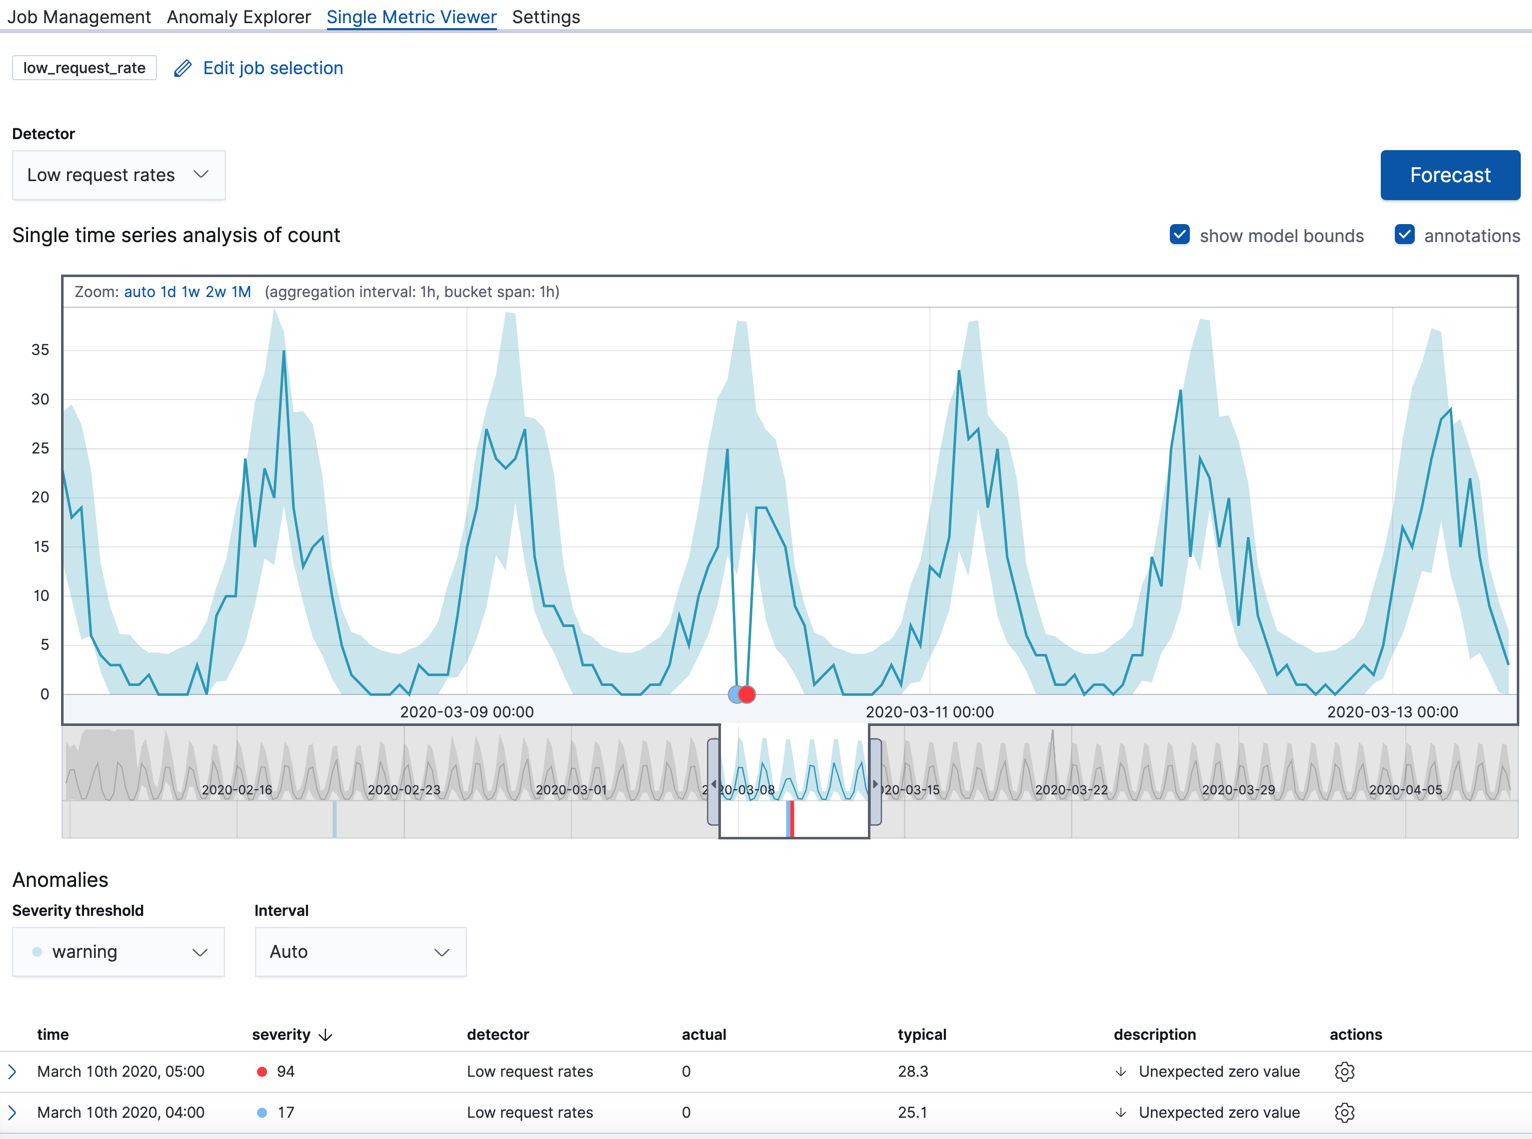 Job Management Anomaly Explorer Single Metric Viewer Settings
low_request_rate Edit job selection
Detector
Low request rates
Forecast
Single time series analysis of count
show model bounds annotations
Zoom: auto 1d 1w 2w 1M (aggregation interval: 1h, bucket span: 1h)
35
30
25
20
15
10
5
0
2020-03-09 00:00 2020-03-11 00:00 2020-03-13 00:00
2020-02-16 2020-02-23 2020-03-01 20-03-08 20-03-15 2020-03-22 2020-03-29 2020-04-05
Anomalies
Severity threshold Interval
warning Auto
time severity detector actual typical description actions
March 10th 2020, 05:00 94 Low request rates 0 28.3 Unexpected zero value
March 10th 2020, 04:00 17 Low request rates 0 25.1 Unexpected zero value